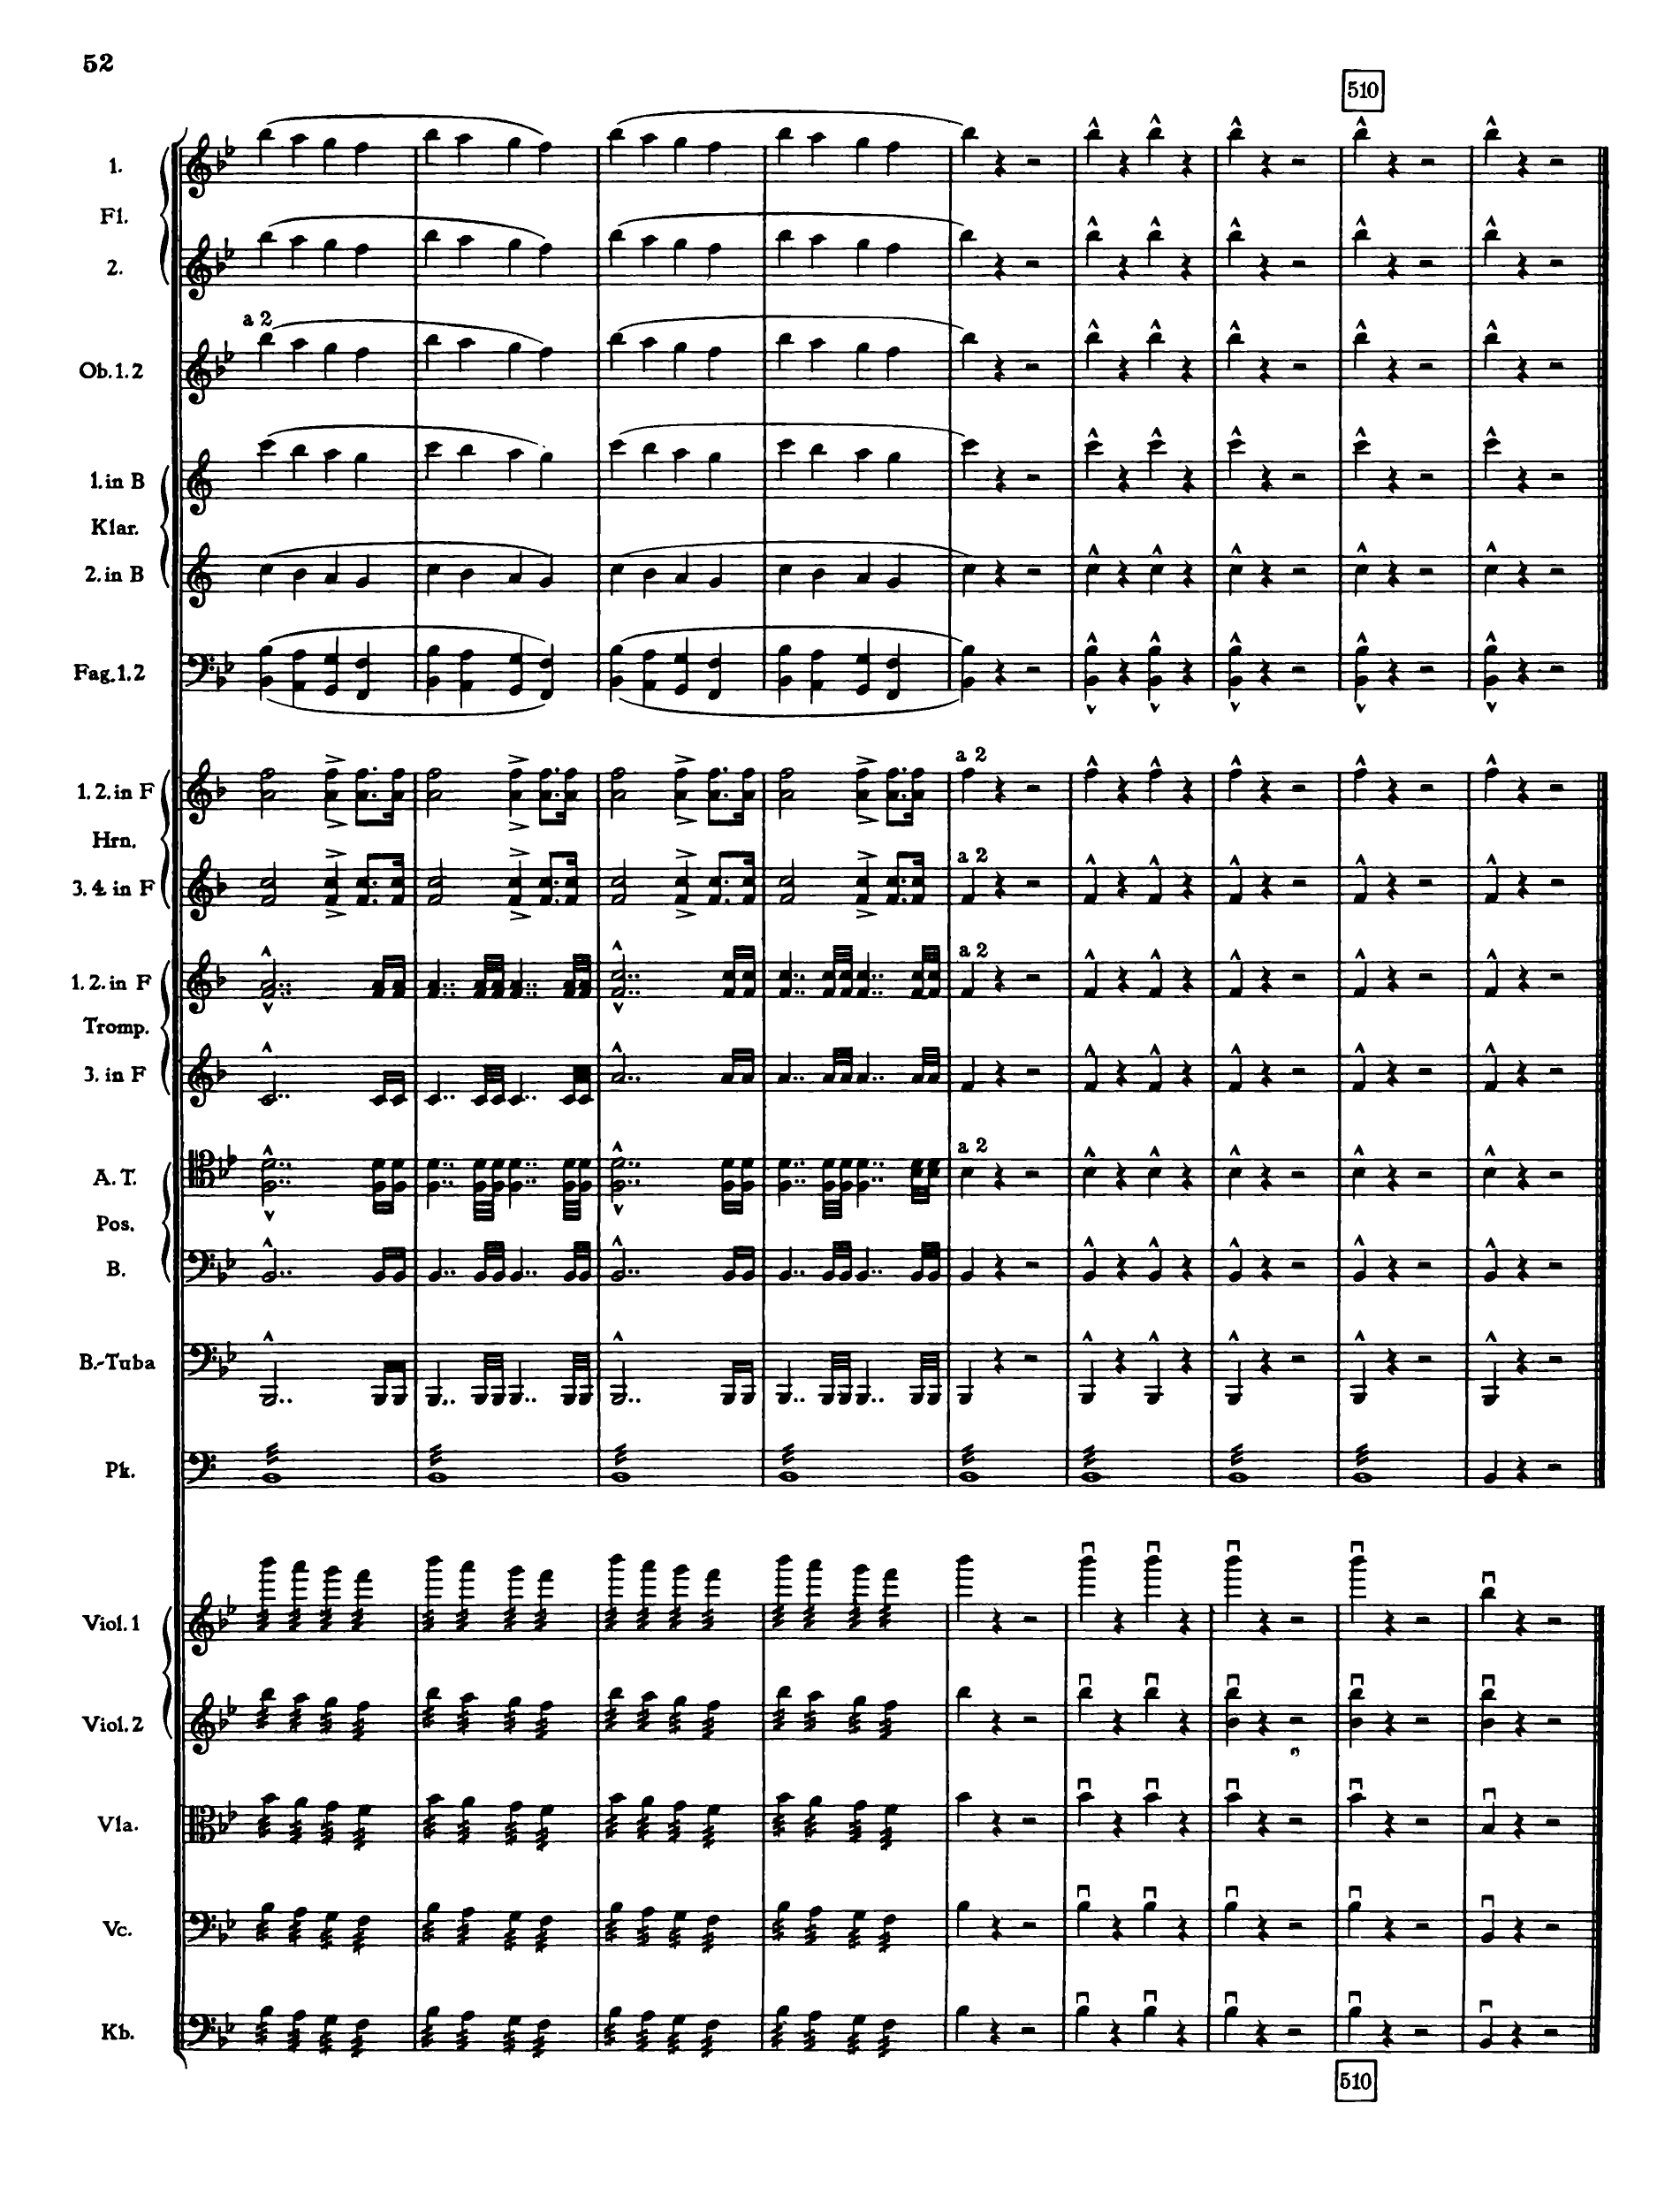 52
510
1.
Fl.
2.
a 2
Ob. 1. 2
1. in B
Klar.
2. in B
Fag. 1. 2
a 2
1. 2. in F
Hrn.
a 2
3. 4. in F
a 2
1. 2. in F
Tromp.
3. in F
a 2
A. T.
Pos.
B.
B.-Tuba
Pk.
Viol. 1
Viol. 2
Vla.
Vc.
Kb.
510